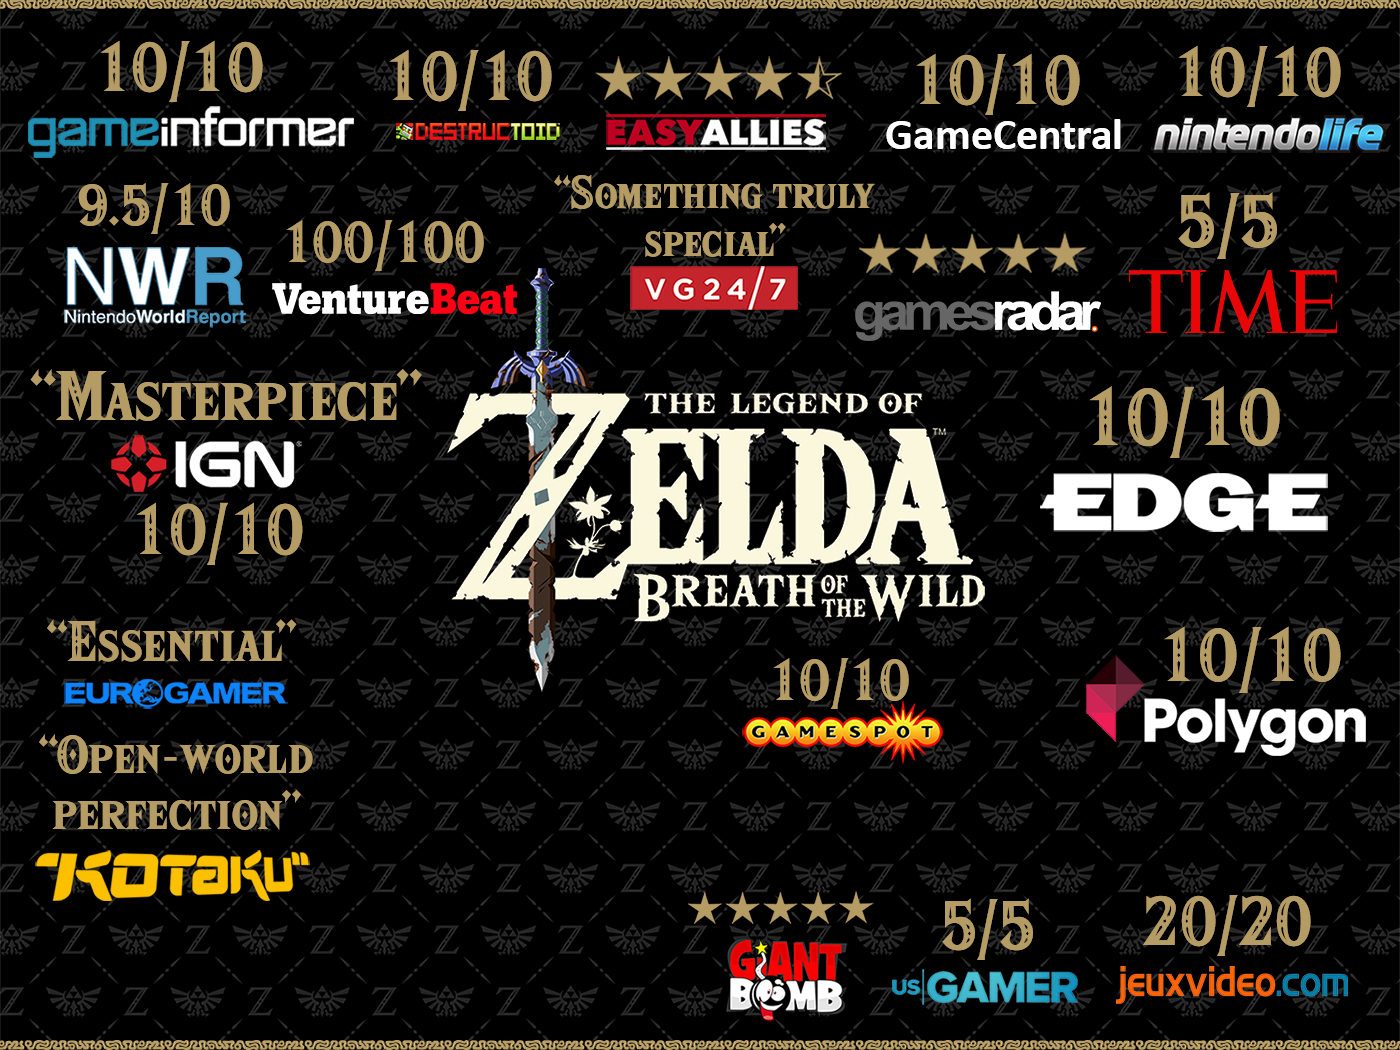 10/10
gameinformer
10/10
DESTRUCTOID
EASYALLIES
10/10
GameCentral
10/10
nintendolife
9.5/10
NWR
NintendoWorldReport
100/100
VentureBeat
“Something truly
special”
VG24/7
gamesradar.
5/5
TIME
“Masterpiece”
IGN
10/10
THE LEGEND OF
ZELDA™
BREATH OF THE WILD
10/10
EDGE
“Essential”
EUROGAMER
10/10
GAMESPOT
10/10
Polygon
“Open-world
perfection”
KOTAKU
GIANT
BOMB
5/5
US|GAMER
20/20
jeuxvideo.com